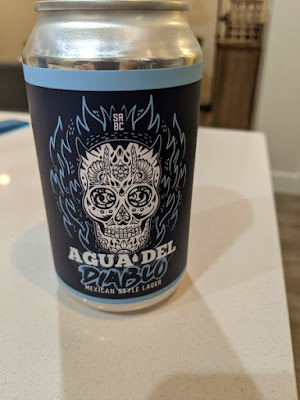 SR
BC
AGUA DEL
DIABLO
MEXICAN STYLE LAGER